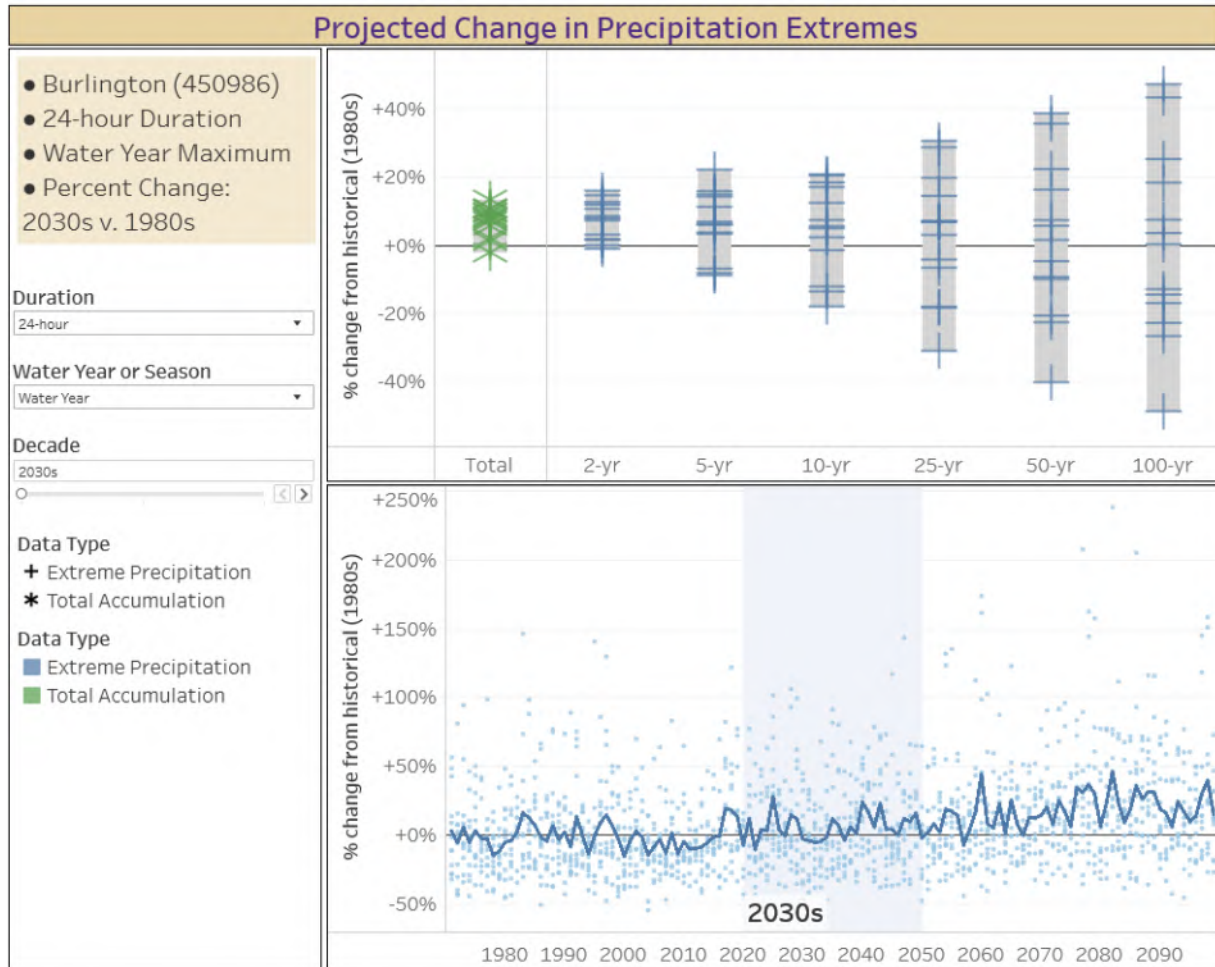 Projected Change in Precipitation Extremes
● Burlington (450986)
● 24-hour Duration
● Water Year Maximum
● Percent Change:
2030s v. 1980s
Duration
24-hour
Water Year or Season
Water Year
Decade
2030s
Data Type
+ Extreme Precipitation
* Total Accumulation
Data Type
Extreme Precipitation
Total Accumulation
% change from historical (1980s)
+40%
+20%
+0%
-20%
-40%
Total 2-yr 5-yr 10-yr 25-yr 50-yr 100-yr
% change from historical (1980s)
+250%
+200%
+150%
+100%
+50%
+0%
-50%
2030s
1980 1990 2000 2010 2020 2030 2040 2050 2060 2070 2080 2090